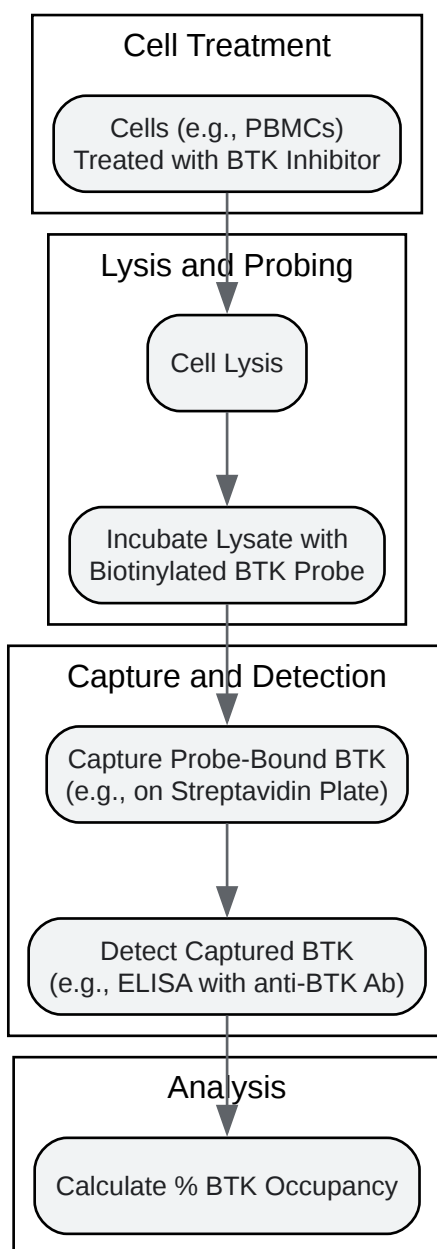 Cell Treatment
Cells (e.g., PBMCs)
Treated with BTK Inhibitor
Lysis and Probing
Cell Lysis
Incubate Lysate with
Biotinylated BTK Probe
Capture and Detection
Capture Probe-Bound BTK
(e.g., on Streptavidin Plate)
Detect Captured BTK
(e.g., ELISA with anti-BTK Ab)
Analysis
Calculate % BTK Occupancy